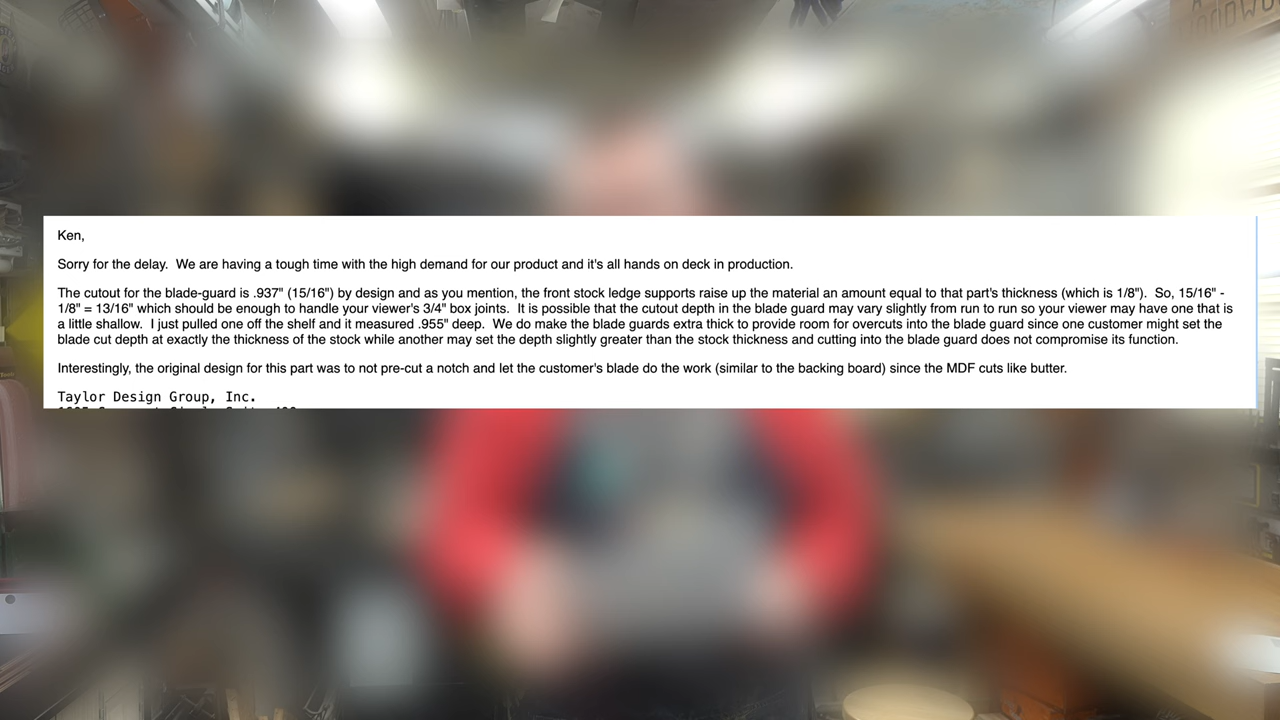 Ken,
Sorry for the delay.  We are having a tough time with the high demand for our product and it's all hands on deck in production.
The cutout for the blade-guard is .937" (15/16") by design and as you mention, the front stock ledge supports raise up the material an amount equal to that part's thickness (which is 1/8").  So, 15/16" -
1/8" = 13/16" which should be enough to handle your viewer's 3/4" box joints.  It is possible that the cutout depth in the blade guard may vary slightly from run to run so your viewer may have one that is
a little shallow.  I just pulled one off the shelf and it measured .955" deep.  We do make the blade guards extra thick to provide room for overcuts into the blade guard since one customer might set the
blade cut depth at exactly the thickness of the stock while another may set the depth slightly greater than the stock thickness and cutting into the blade guard does not compromise its function.
Interestingly, the original design for this part was to not pre-cut a notch and let the customer's blade do the work (similar to the backing board) since the MDF cuts like butter.
Taylor Design Group, Inc.